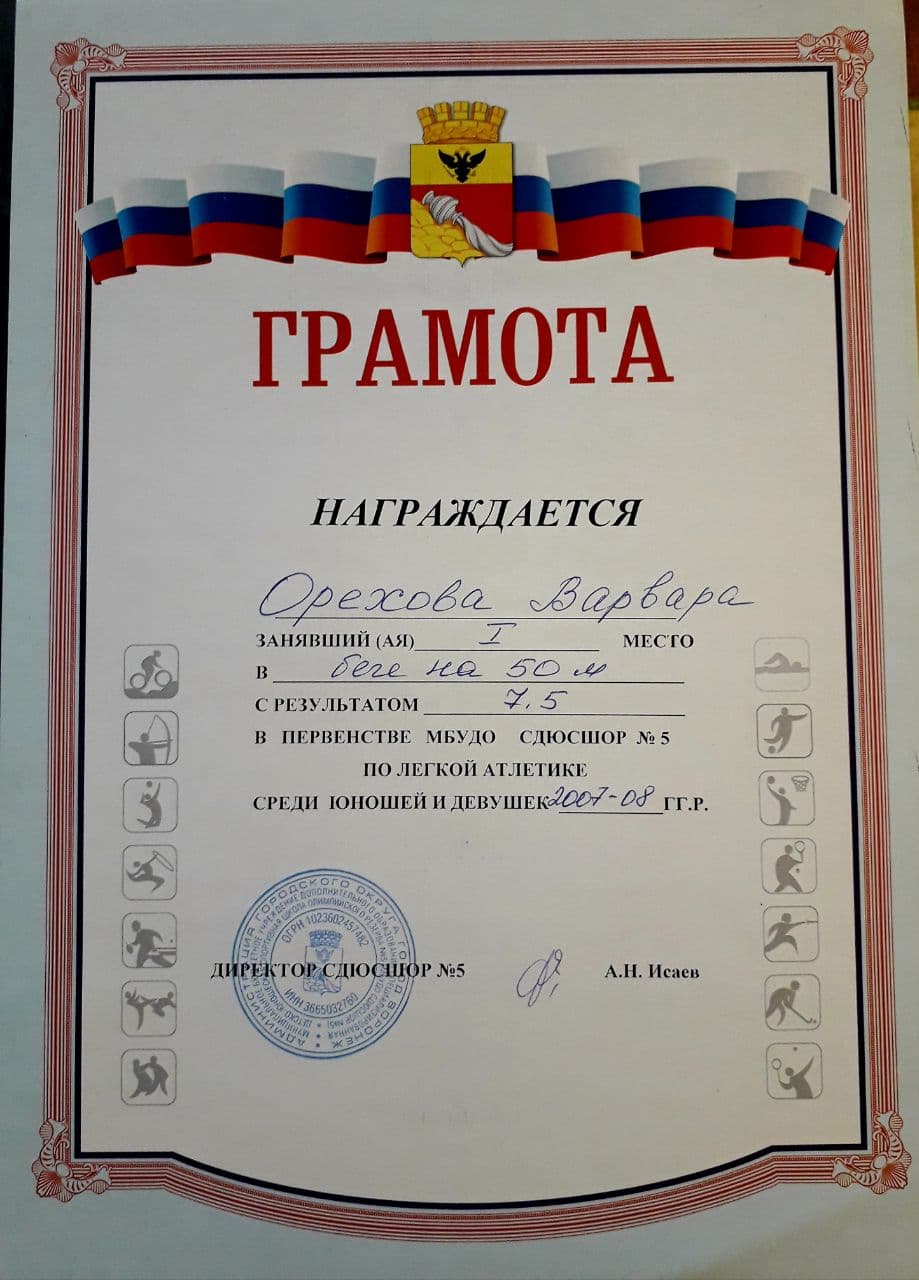 ГРАМОТА
НАГРАЖДАЕТСЯ
Орехова Варвара
ЗАНЯВШИЙ (АЯ) I МЕСТО
В беге на 50 м
С РЕЗУЛЬТАТОМ 7,5
В ПЕРВЕНСТВЕ МБУДО СДЮСШОР № 5
ПО ЛЕГКОЙ АТЛЕТИКЕ
СРЕДИ ЮНОШЕЙ И ДЕВУШЕК 2007-08 ГГ.Р.
ДИРЕКТОР СДЮСШОР №5 А.Н. Исаев
АДМИНИСТРАЦИЯ ГОРОДСКОГО ОКРУГА ГОРОД ВОРОНЕЖ
ОГРН 1023602457482
ИНН 3665032760